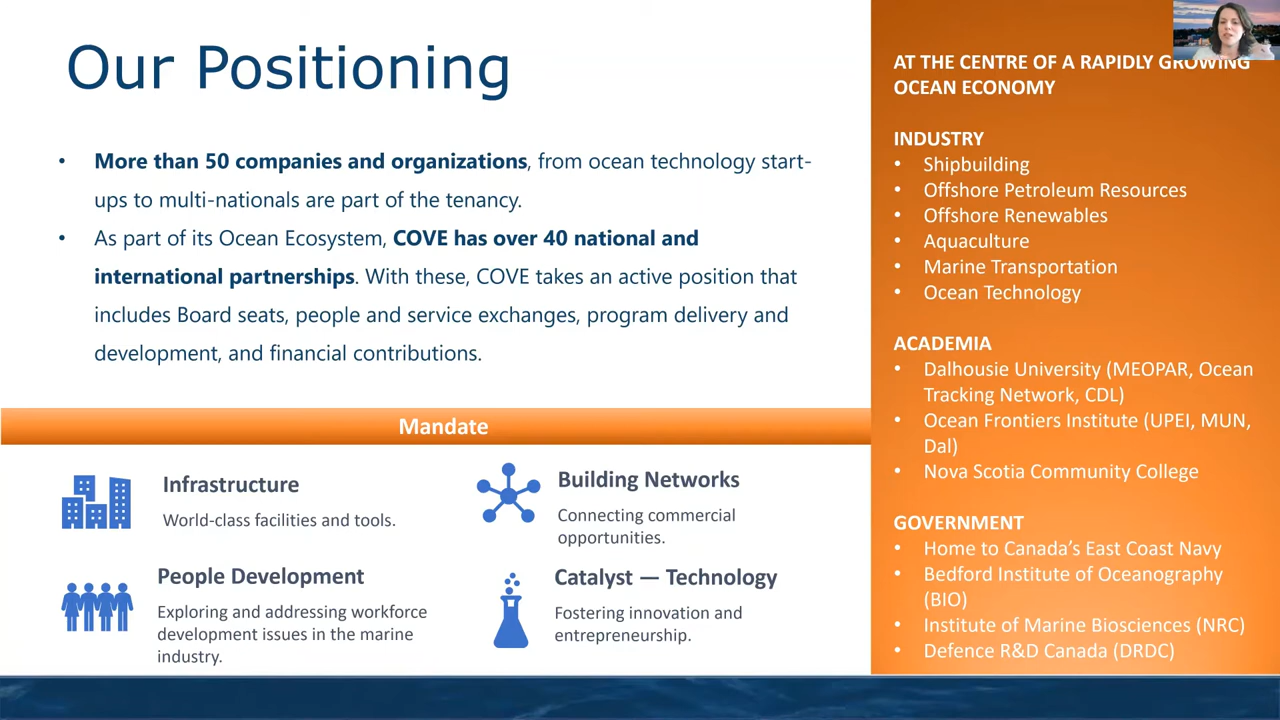 Our Positioning
• More than 50 companies and organizations, from ocean technology start-
ups to multi-nationals are part of the tenancy.
• As part of its Ocean Ecosystem, COVE has over 40 national and
international partnerships. With these, COVE takes an active position that
includes Board seats, people and service exchanges, program delivery and
development, and financial contributions.
Mandate
Infrastructure
World-class facilities and tools.
Building Networks
Connecting commercial
opportunities.
People Development
Exploring and addressing workforce
development issues in the marine
industry.
Catalyst — Technology
Fostering innovation and
entrepreneurship.
AT THE CENTRE OF A RAPIDLY GROWING
OCEAN ECONOMY
INDUSTRY
• Shipbuilding
• Offshore Petroleum Resources
• Offshore Renewables
• Aquaculture
• Marine Transportation
• Ocean Technology
ACADEMIA
• Dalhousie University (MEOPAR, Ocean
Tracking Network, CDL)
• Ocean Frontiers Institute (UPEI, MUN,
Dal)
• Nova Scotia Community College
GOVERNMENT
• Home to Canada’s East Coast Navy
• Bedford Institute of Oceanography
(BIO)
• Institute of Marine Biosciences (NRC)
• Defence R&D Canada (DRDC)